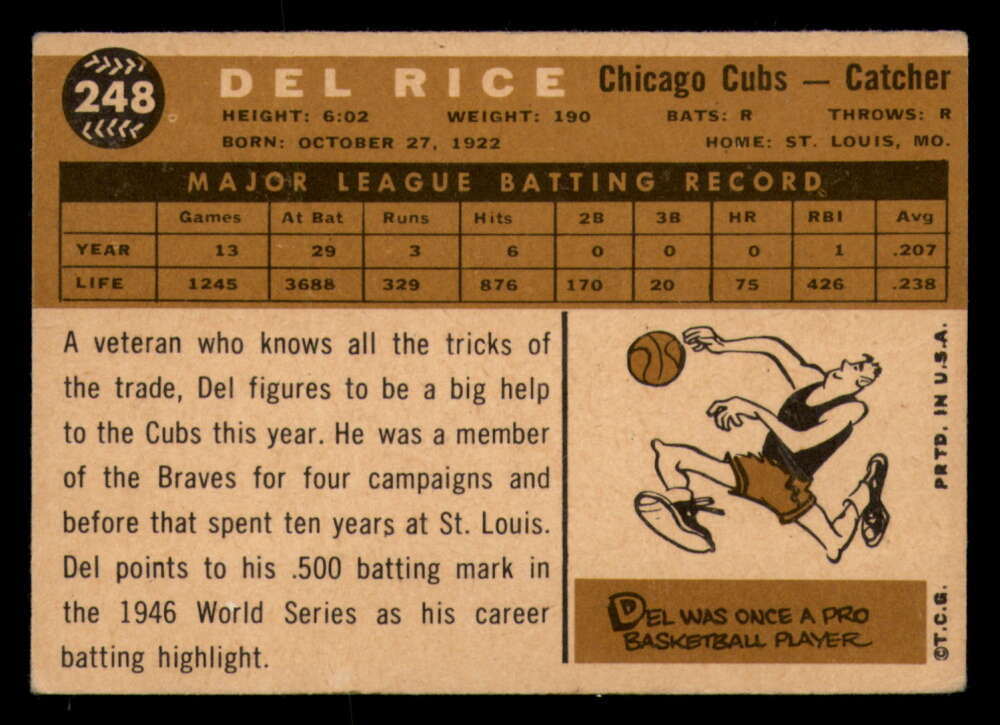 248
DEL RICE Chicago Cubs — Catcher
HEIGHT: 6:02 WEIGHT: 190 BATS: R THROWS: R
BORN: OCTOBER 27, 1922 HOME: ST. LOUIS, MO.
MAJOR LEAGUE BATTING RECORD
Games At Bat Runs Hits 2B 3B HR RBI Avg
YEAR 13 29 3 6 0 0 0 1 .207
LIFE 1245 3688 329 876 170 20 75 426 .238
A veteran who knows all the tricks of
the trade, Del figures to be a big help
to the Cubs this year. He was a member
of the Braves for four campaigns and
before that spent ten years at St. Louis.
Del points to his .500 batting mark in
the 1946 World Series as his career
batting highlight.
DEL WAS ONCE A PRO
BASKETBALL PLAYER
PRTD. IN U.S.A.
©T.C.G.